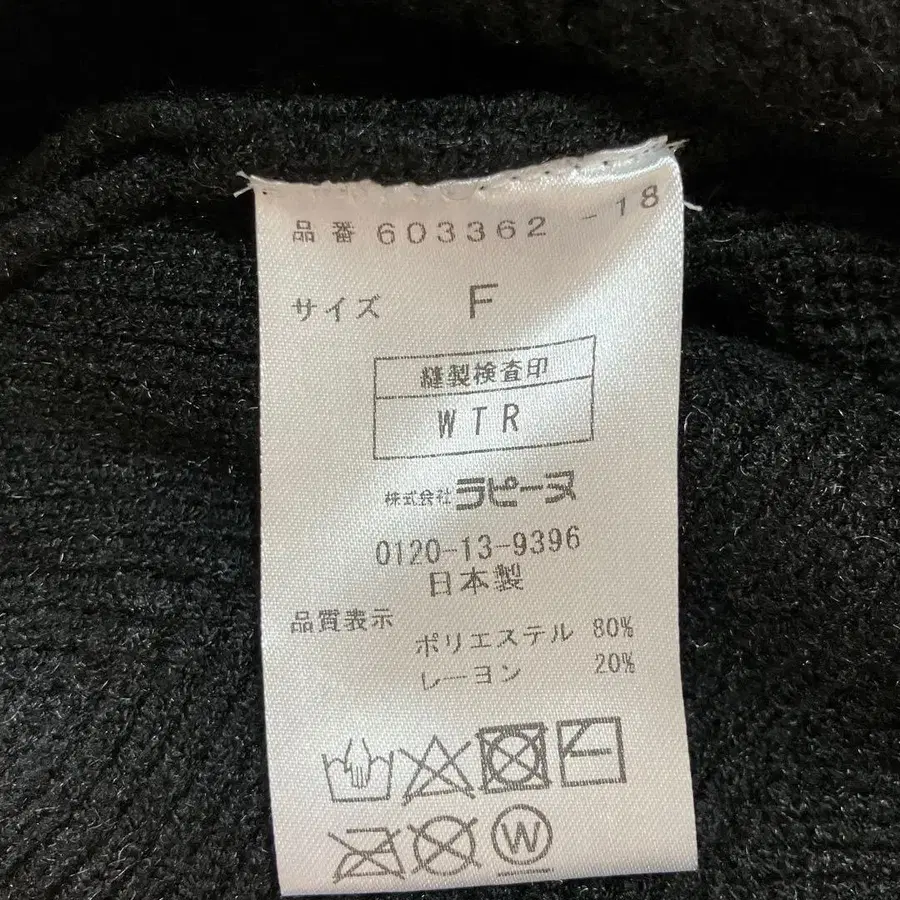 品番 603362 -18
サイズ F
縫製検査印
WTR
株式会社ラピーヌ
0120-13-9396
日本製
品質表示
ポリエステル 80%
レーヨン 20%
W